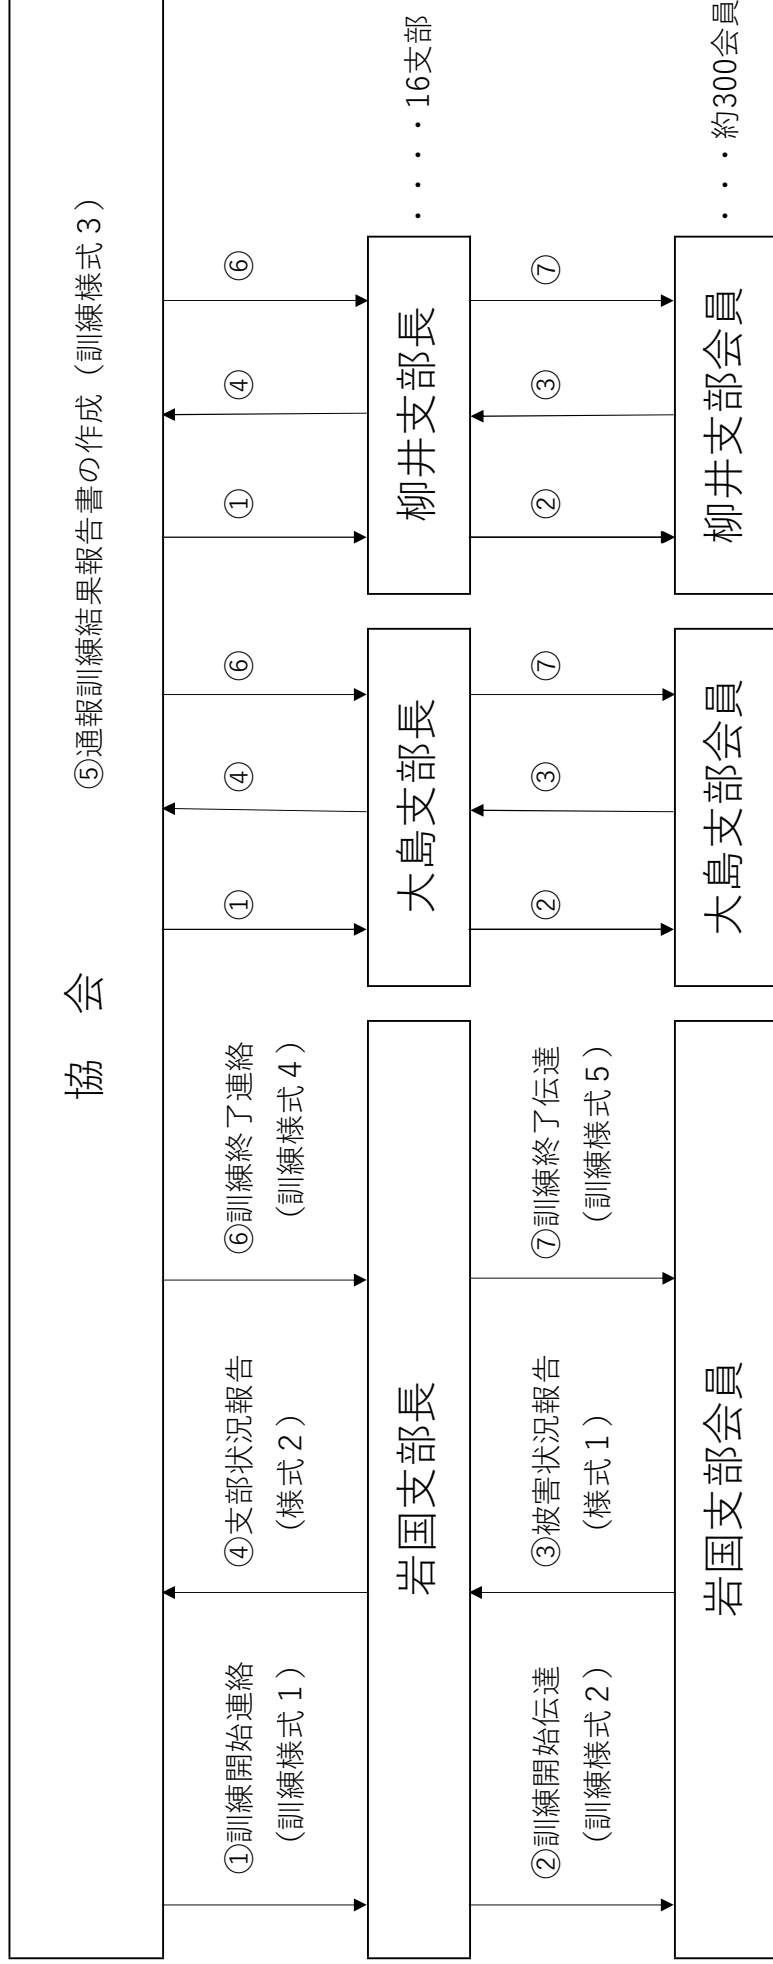 協 会
⑤通報訓練結果報告書の作成（訓練様式３）
①訓練開始連絡
（訓練様式１）
④支部状況報告
（様式２）
⑥訓練終了連絡
（訓練様式４）
①
④
⑥
①
④
⑥
岩国支部長
大島支部長
柳井支部長
・・・・16支部
②訓練開始伝達
（訓練様式２）
③被害状況報告
（様式１）
⑦訓練終了伝達
（訓練様式５）
②
③
⑦
②
③
⑦
岩国支部会員
大島支部会員
柳井支部会員
・・・約300会員